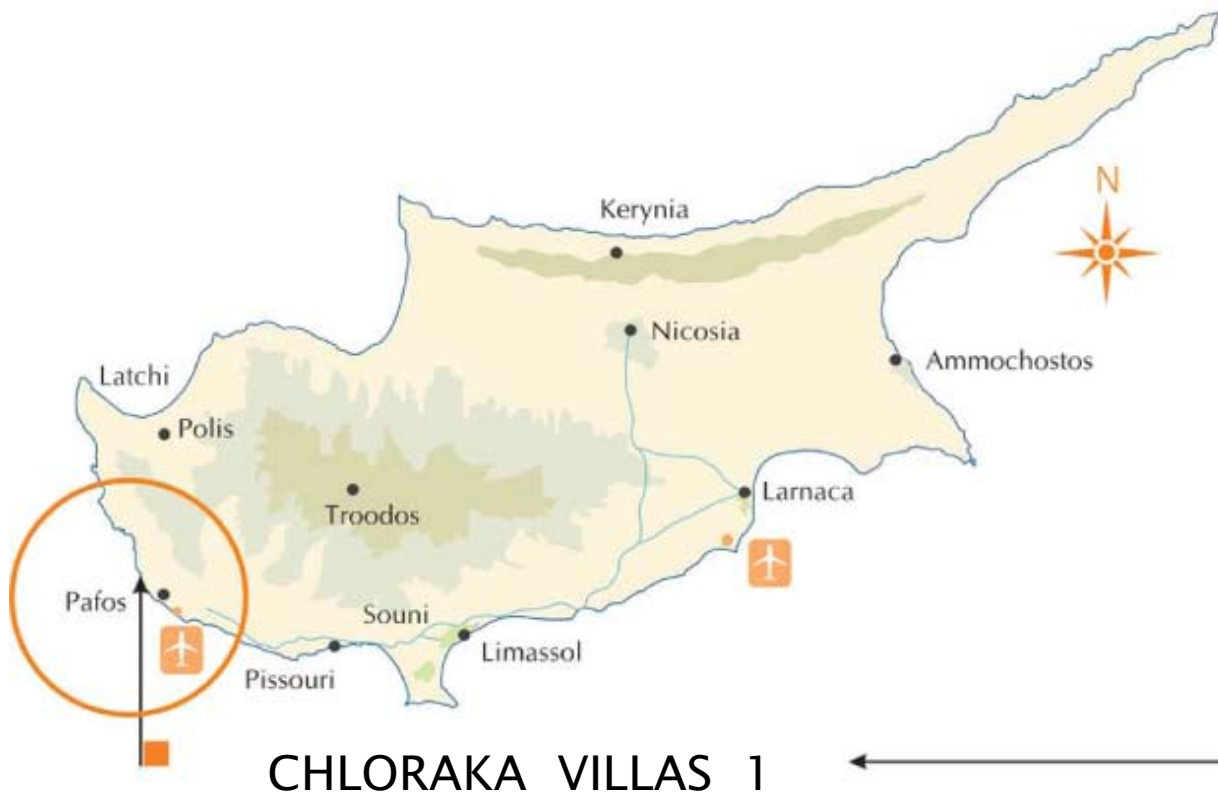 N
Kerynia
Nicosia
Ammochostos
Latchi
Polis
Larnaca
Troodos
Pafos
Souni
Limassol
Pissouri
CHLORAKA VILLAS 1